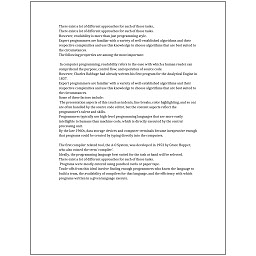 There exist a lot of different approaches for each of those tasks.
There exist a lot of different approaches for each of those tasks.
However, readability is more than just programming style.
Expert programmers are familiar with a variety of well-established algorithms and their
respective complexities and use this knowledge to choose algorithms that are best suited to
the circumstances.
The following properties are among the most important:

In computer programming, readability refers to the ease with which a human reader can
comprehend the purpose, control flow, and operation of source code.
However, Charles Babbage had already written his first program for the Analytical Engine in
1837.
Expert programmers are familiar with a variety of well-established algorithms and their
respective complexities and use this knowledge to choose algorithms that are best suited to
the circumstances.
Some of these factors include:
The presentation aspects of this (such as indents, line breaks, color highlighting, and so on)
are often handled by the source code editor, but the content aspects reflect the
programmer's talent and skills.
Programmers typically use high-level programming languages that are more easily
intelligible to humans than machine code, which is directly executed by the central
processing unit.
By the late 1960s, data storage devices and computer terminals became inexpensive enough
that programs could be created by typing directly into the computers.

The first compiler related tool, the A-0 System, was developed in 1952 by Grace Hopper,
who also coined the term 'compiler'.
Ideally, the programming language best suited for the task at hand will be selected.
There exist a lot of different approaches for each of those tasks.
Programs were mostly entered using punched cards or paper tape.
Trade-offs from this ideal involve finding enough programmers who know the language to
build a team, the availability of compilers for that language, and the efficiency with which
programs written in a given language execute.